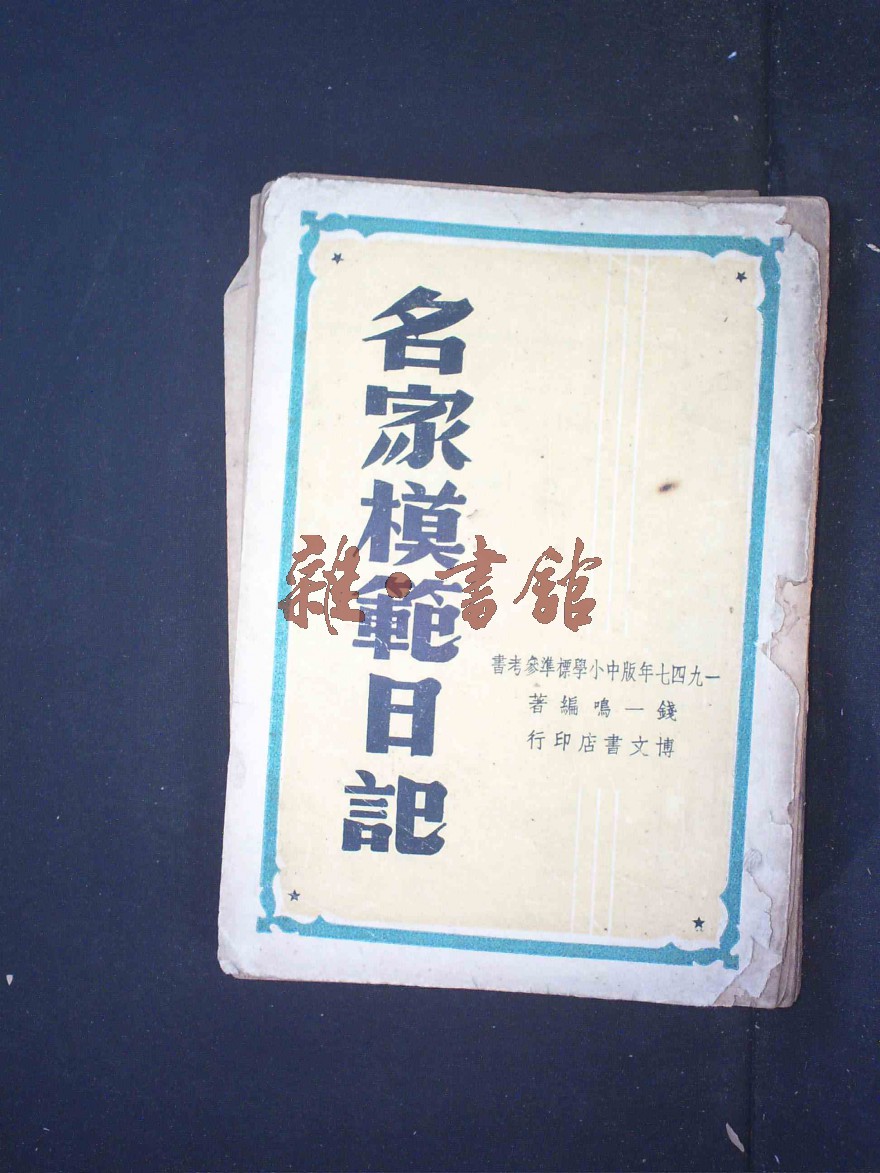 名家模範日記
一九四七年版中小學標準參考書
錢一鳴編著
博文書店印行
雜·書館